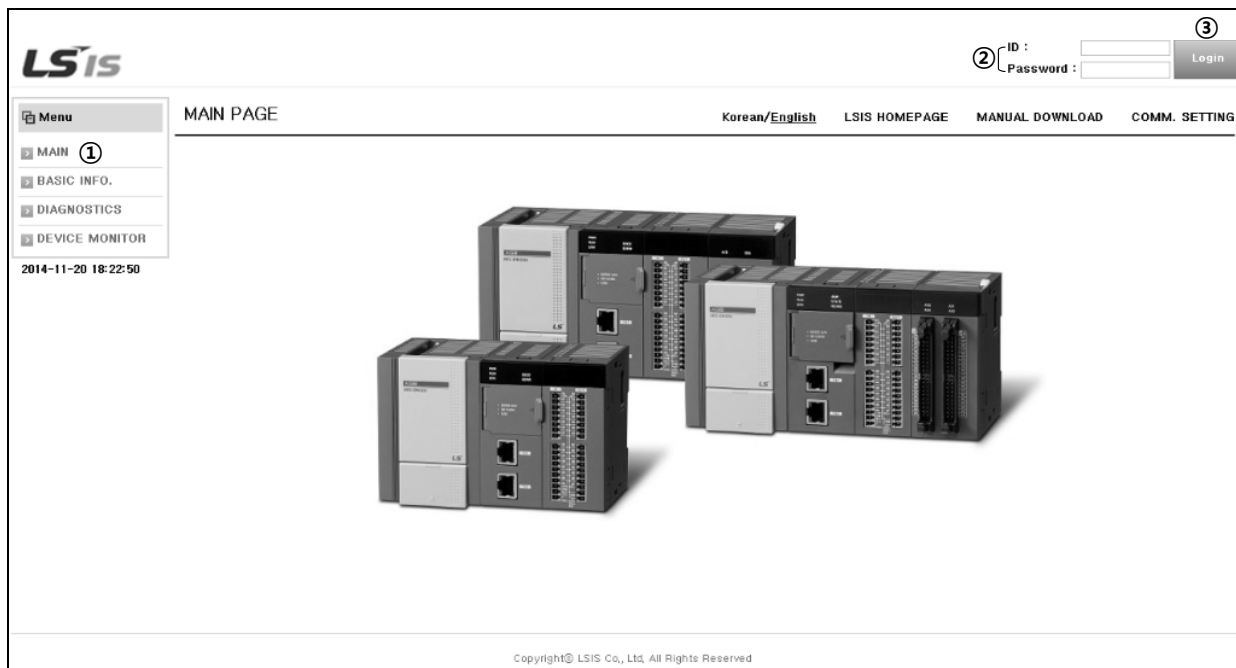 LSIS
② ID :
Password :
③
Login
Menu
MAIN ①
BASIC INFO.
DIAGNOSTICS
DEVICE MONITOR
2014-11-20 18:22:50
MAIN PAGE
Korean/English LSIS HOMEPAGE MANUAL DOWNLOAD COMM. SETTING
LS
LS
LS
Copyright® LSIS Co,, Ltd, All Rights Reserved